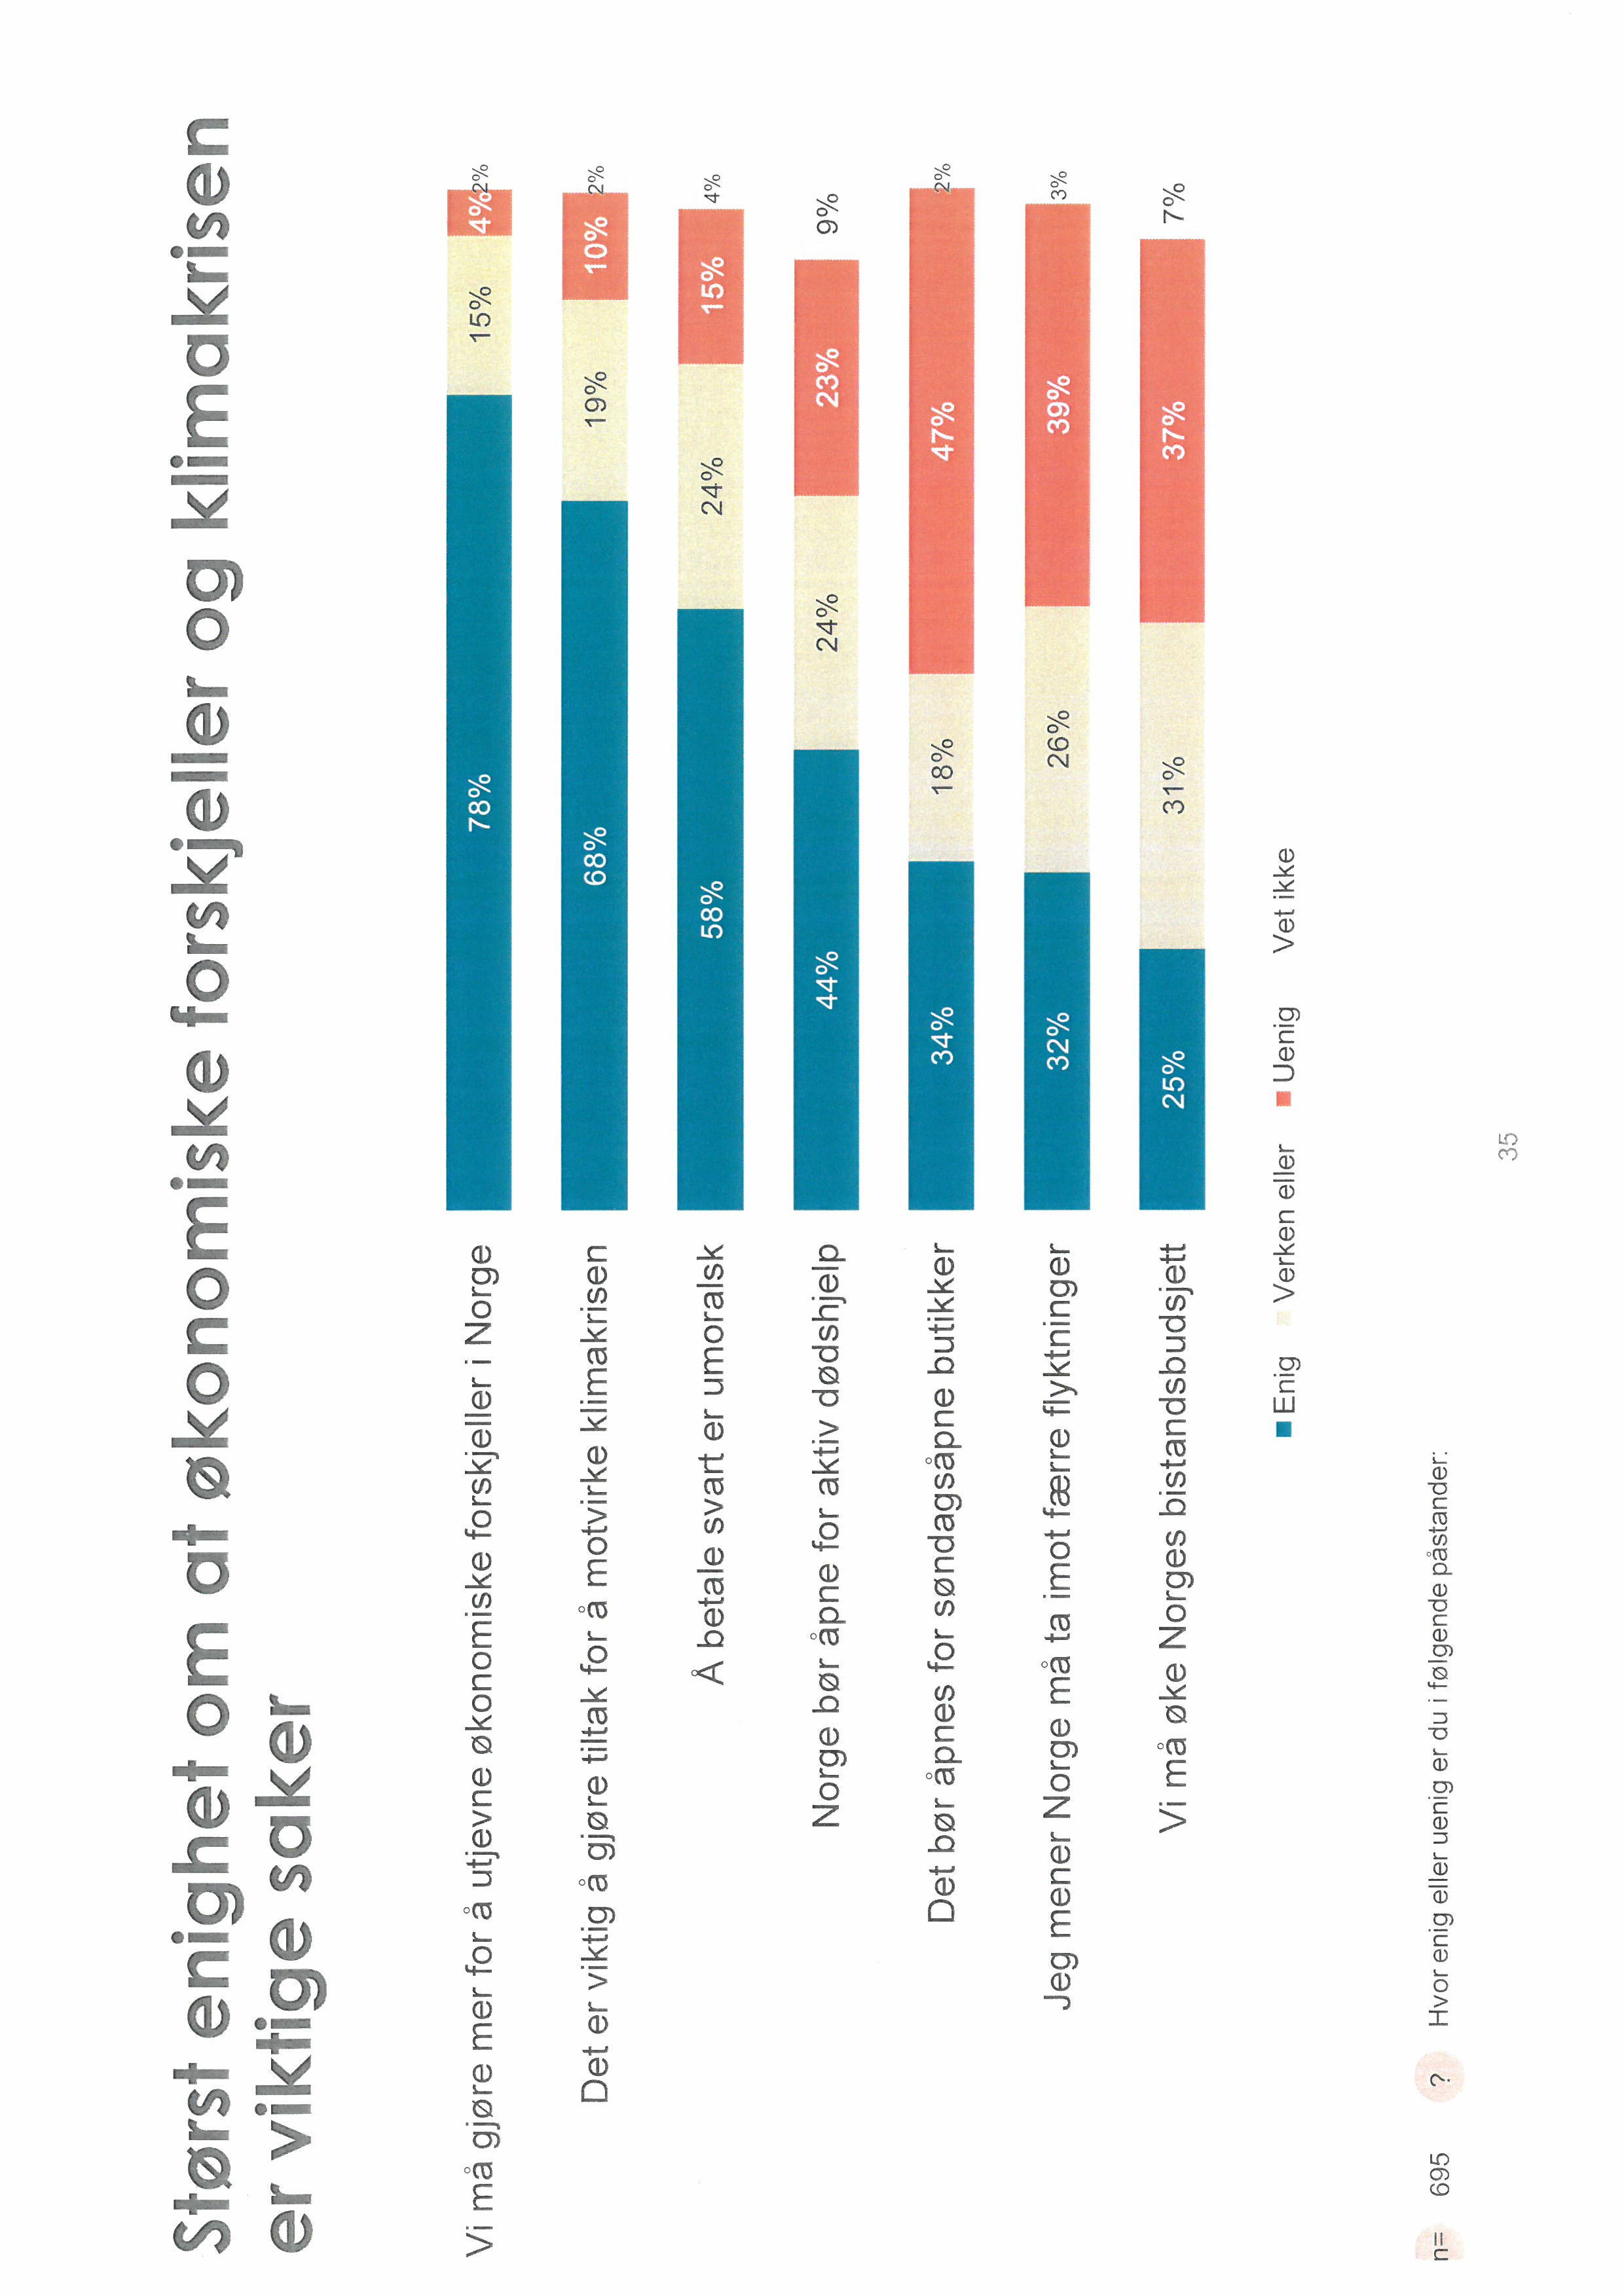 Størst enighet om at økonomiske forskjeller og klimakrisen
er viktige saker
Vi må gjøre mer for å utjevne økonomiske forskjeller i Norge 78% 15% 4% 2%
Det er viktig å gjøre tiltak for å motvirke klimakrisen 68% 19% 10% 2%
Å betale svart er umoralsk 58% 24% 15% 4%
Norge bør åpne for aktiv dødshjelp 44% 24% 23% 9%
Det bør åpnes for søndagsåpne butikker 34% 18% 47% 2%
Jeg mener Norge må ta imot færre flyktninger 32% 26% 39% 3%
Vi må øke Norges bistandsbudsjett 25% 31% 37% 7%
Enig Verken eller Uenig Vet ikke
n= 695 ? Hvor enig eller uenig er du i følgende påstander:
35